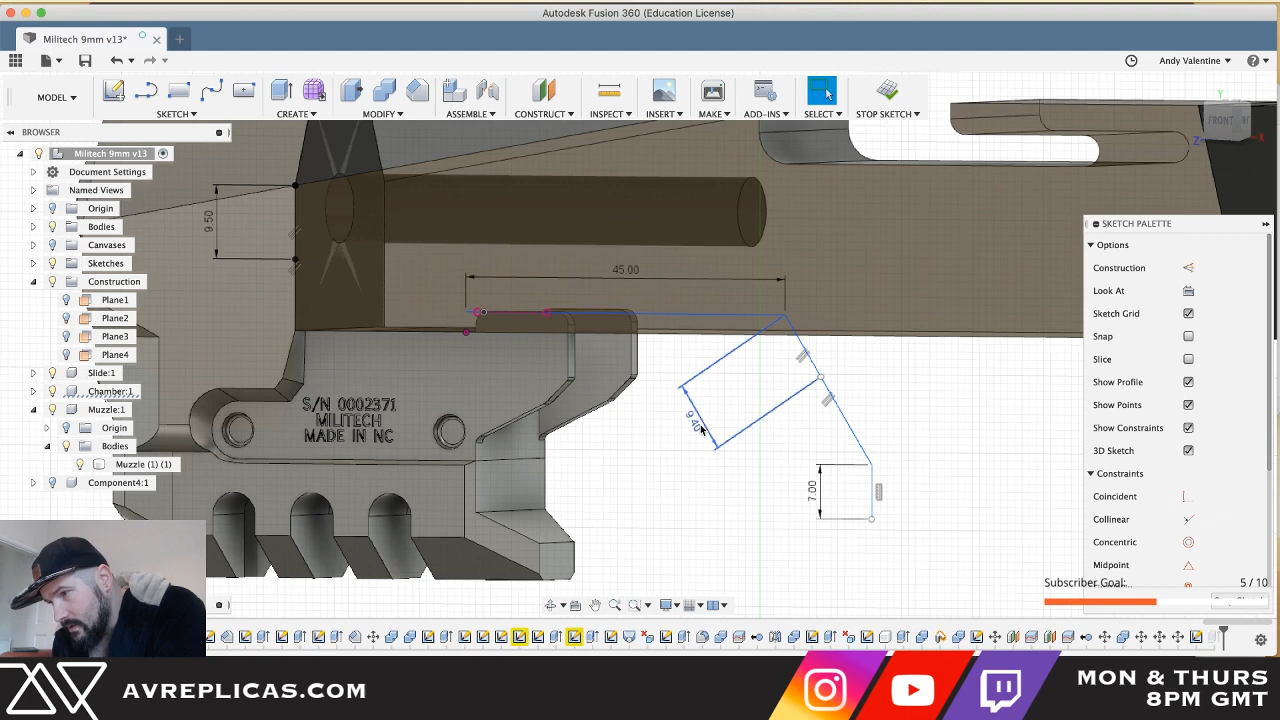 Autodesk Fusion 360 (Education License)
Militech 9mm v13*
Andy Valentine
MODEL
SKETCH
CREATE
MODIFY
ASSEMBLE
CONSTRUCT
INSPECT
INSERT
MAKE
ADD-INS
SELECT
STOP SKETCH
BROWSER
Militech 9mm v13
Document Settings
Named Views
Origin
Bodies
Canvases
Sketches
Construction
Plane1
Plane2
Plane3
Plane4
Slide:1
Chamber:1
Muzzle:1
Origin
Bodies
Muzzle (1) (1)
Component4:1
9.50
45.00
9.40
7.00
S/N 0002371
MILITECH
MADE IN NC
Y
FRONT
Z
X
SKETCH PALETTE
Options
Construction
Look At
Sketch Grid
Snap
Slice
Show Profile
Show Points
Show Constraints
3D Sketch
Constraints
Coincident
Collinear
Concentric
Midpoint
Subscriber Goal:
5 / 10
AVREPLICAS.COM
MON & THURS
8PM GMT